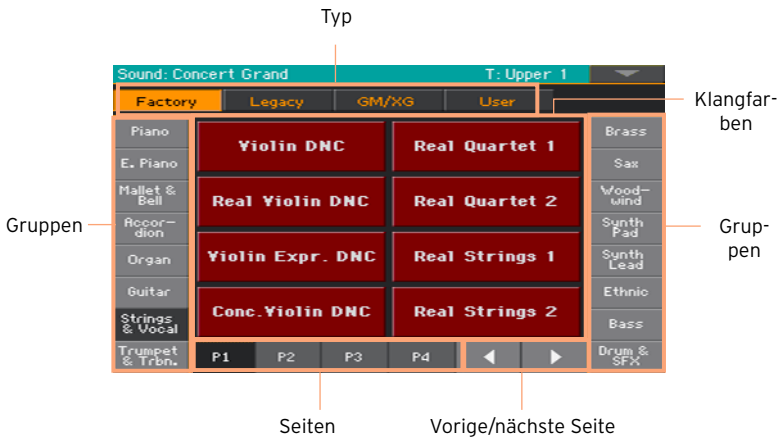 Typ
Sound: Concert Grand T: Upper 1
Factory Legacy GM/XG User
Klangfar-
ben
Gruppen
Piano
E. Piano
Mallet &
Bell
Accor-
dion
Organ
Guitar
Strings
& Vocal
Trumpet
& Trbn.
Violin DNC Real Quartet 1
Real Violin DNC Real Quartet 2
Violin Expr. DNC Real Strings 1
Conc.Violin DNC Real Strings 2
Brass
Sax
Wood-
wind
Synth
Pad
Synth
Lead
Ethnic
Bass
Drum &
SFX
Grup-
pen
P1 P2 P3 P4
Seiten Vorige/nächste Seite